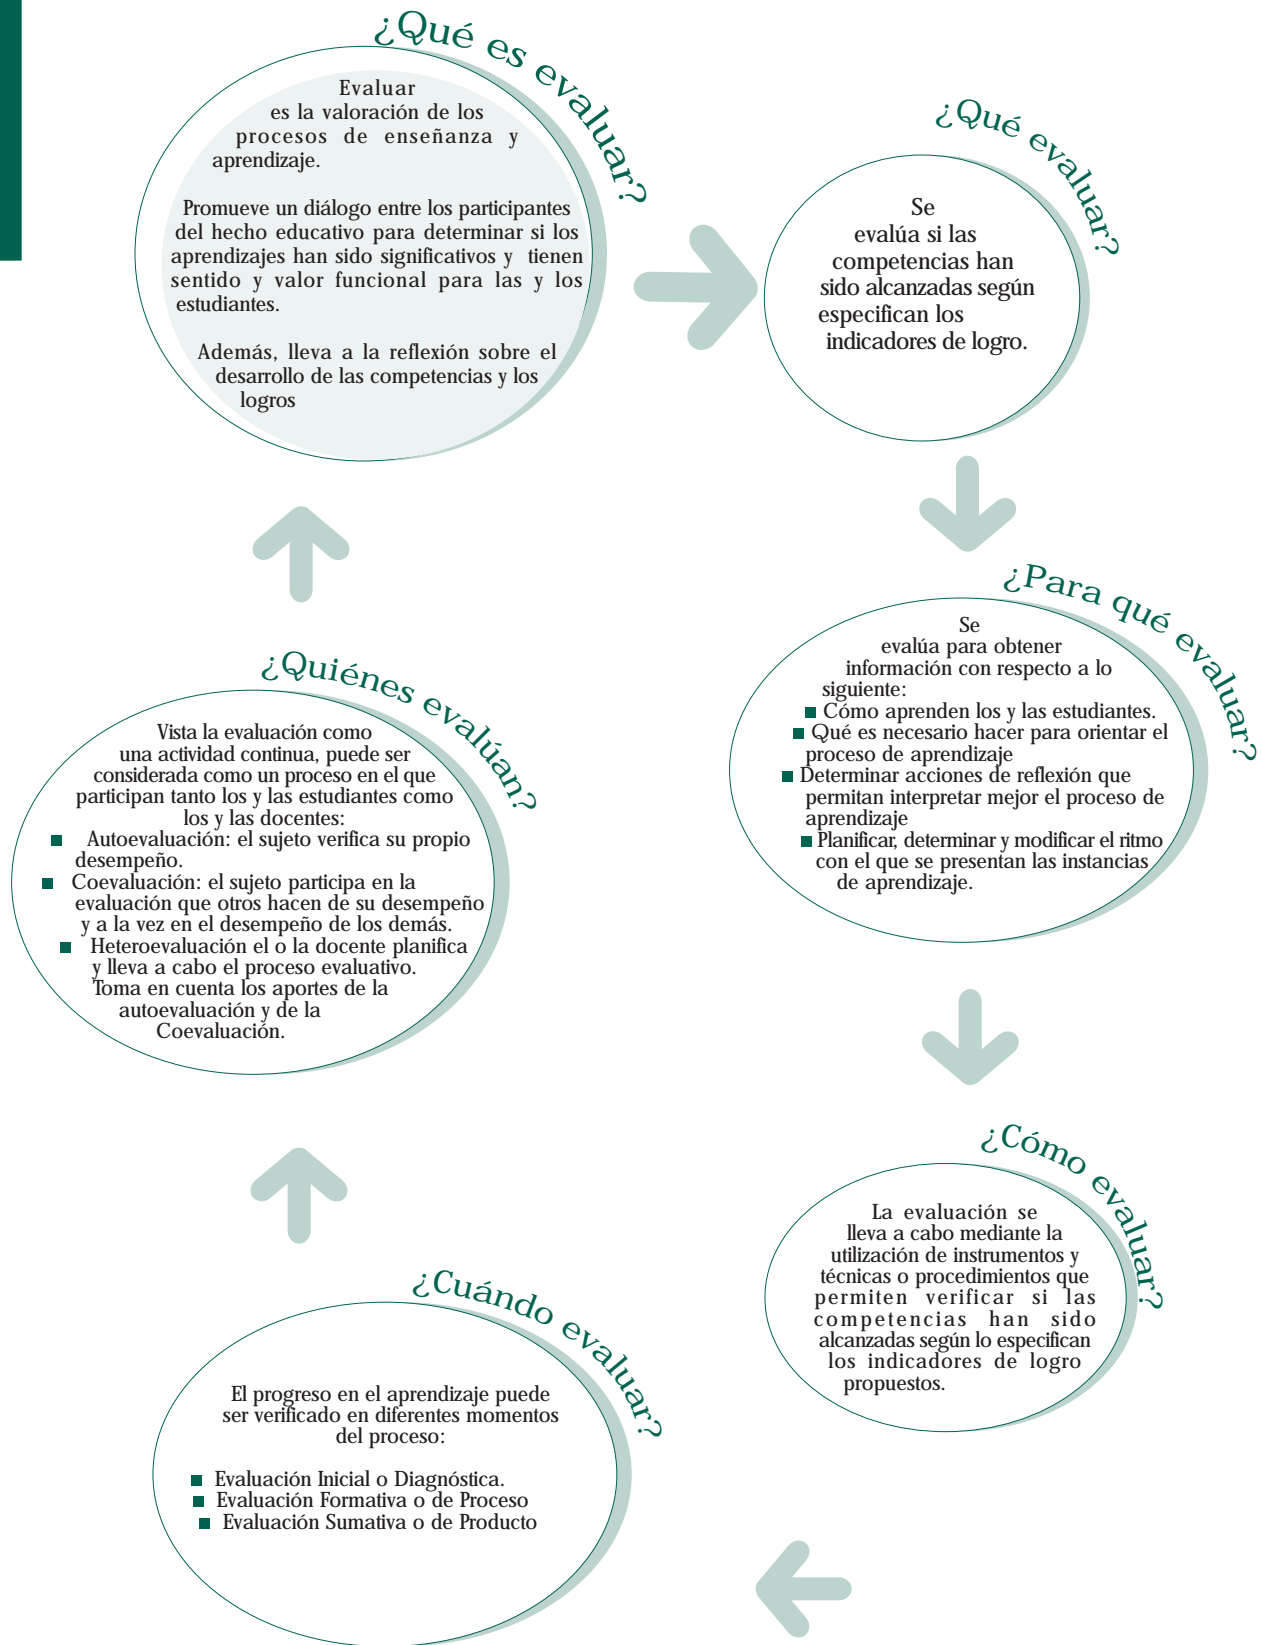 ¿Qué es evaluar?
Evaluar
es la valoración de los
procesos de enseñanza y
aprendizaje.
Promueve un diálogo entre los participantes
del hecho educativo para determinar si los
aprendizajes han sido significativos y tienen
sentido y valor funcional para las y los
estudiantes.
Además, lleva a la reflexión sobre el
desarrollo de las competencias y los
logros
¿Qué evaluar?
Se
evalúa si las
competencias han
sido alcanzadas según
especifican los
indicadores de logro.
¿Para qué evaluar?
Se
evalúa para obtener
información con respecto a lo
siguiente:
Cómo aprenden los y las estudiantes.
Qué es necesario hacer para orientar el
proceso de aprendizaje
Determinar acciones de reflexión que
permitan interpretar mejor el proceso de
aprendizaje
Planificar, determinar y modificar el ritmo
con el que se presentan las instancias
de aprendizaje.
¿Cómo evaluar?
La evaluación se
lleva a cabo mediante la
utilización de instrumentos y
técnicas o procedimientos que
permiten verificar si las
competencias han sido
alcanzadas según lo especifican
los indicadores de logro
propuestos.
¿Cuándo evaluar?
El progreso en el aprendizaje puede
ser verificado en diferentes momentos
del proceso:
Evaluación Inicial o Diagnóstica.
Evaluación Formativa o de Proceso
Evaluación Sumativa o de Producto
¿Quiénes evalúan?
Vista la evaluación como
una actividad continua, puede ser
considerada como un proceso en el que
participan tanto los y las estudiantes como
los y las docentes:
Autoevaluación: el sujeto verifica su propio
desempeño.
Coevaluación: el sujeto participa en la
evaluación que otros hacen de su desempeño
y a la vez en el desempeño de los demás.
Heteroevaluación el o la docente planifica
y lleva a cabo el proceso evaluativo.
Toma en cuenta los aportes de la
autoevaluación y de la
Coevaluación.